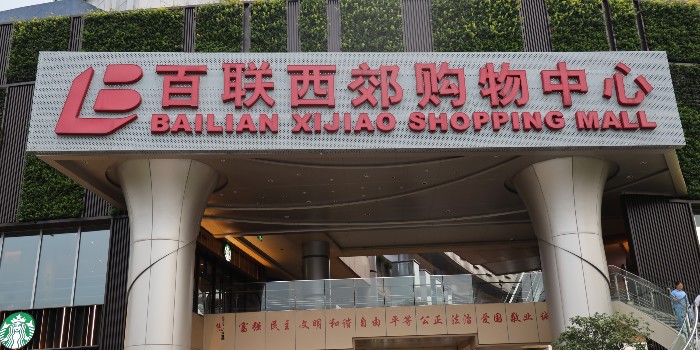 百联西郊购物中心
BAILIAN XIJIAO SHOPPING MALL
富强 民主 文明 和谐 自由 平等 公正 法治 爱国 敬业 诚